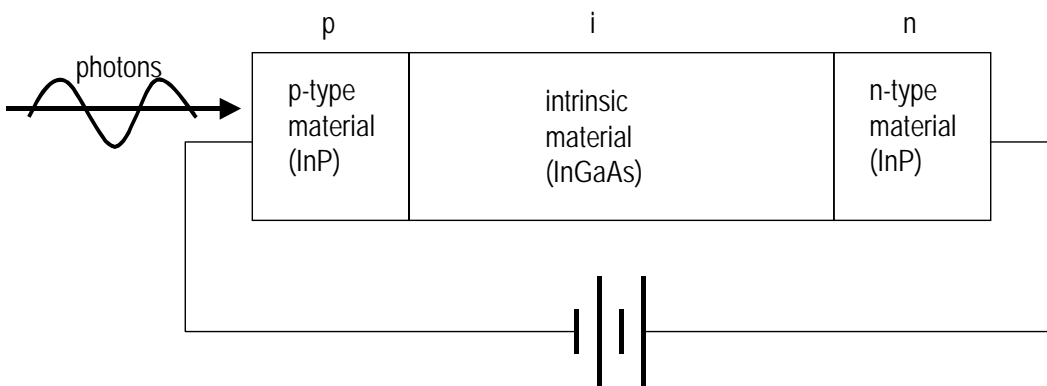 p
i
n
photons
p-type
material
(InP)
intrinsic
material
(InGaAs)
n-type
material
(InP)